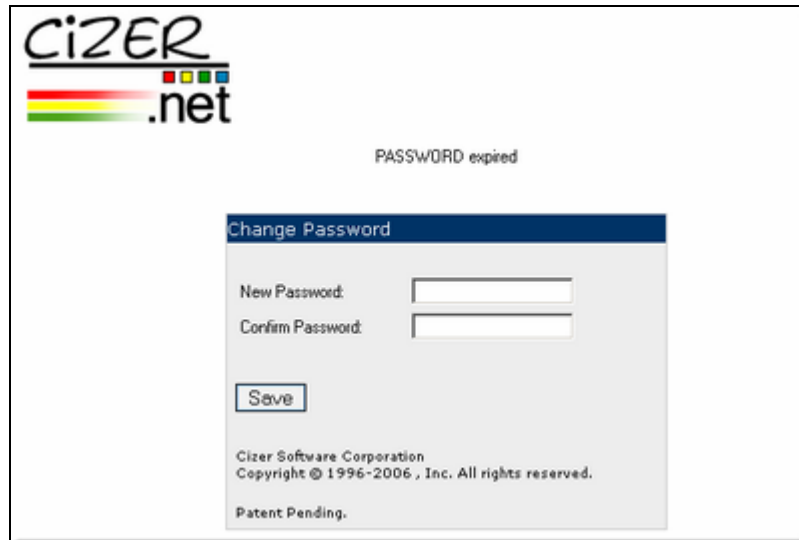 CiZER
.net
PASSWORD expired
Change Password
New Password:
Confirm Password:
Save
Cizer Software Corporation
Copyright © 1996-2006 , Inc. All rights reserved.
Patent Pending.